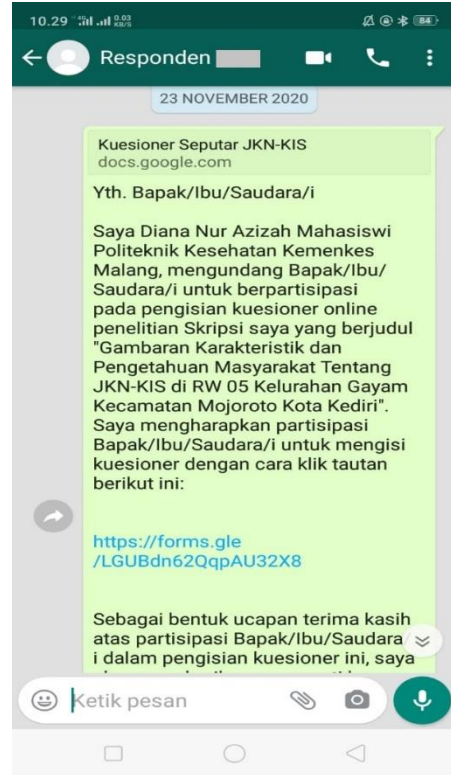 10.29
0.03
KB/S
84
Responden
23 NOVEMBER 2020
Kuesioner Seputar JKN-KIS
docs.google.com
Yth. Bapak/Ibu/Saudara/i
Saya Diana Nur Azizah Mahasiswi
Politeknik Kesehatan Kemenkes
Malang, mengundang Bapak/Ibu/
Saudara/i untuk berpartisipasi
pada pengisian kuesioner online
penelitian Skripsi saya yang berjudul
"Gambaran Karakteristik dan
Pengetahuan Masyarakat Tentang
JKN-KIS di RW 05 Kelurahan Gayam
Kecamatan Mojoroto Kota Kediri".
Saya mengharapkan partisipasi
Bapak/Ibu/Saudara/i untuk mengisi
kuesioner dengan cara klik tautan
berikut ini:
https://forms.gle
/LGUBdn62QqpAU32X8
Sebagai bentuk ucapan terima kasih
atas partisipasi Bapak/Ibu/Saudara/
i dalam pengisian kuesioner ini, saya
Ketik pesan